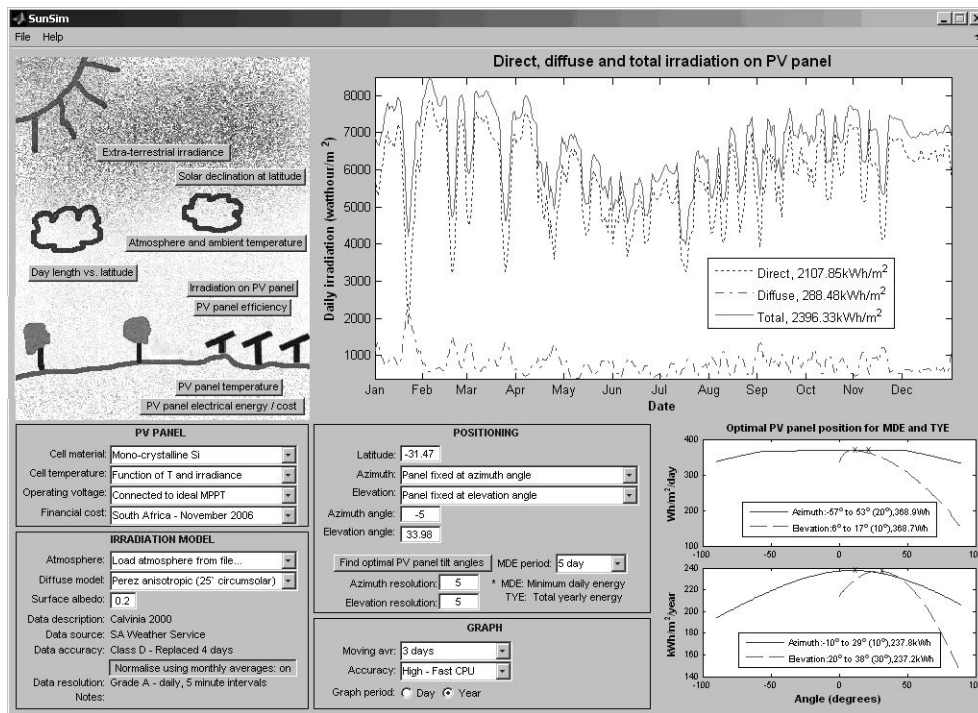 SunSim
File Help
Extra-terrestrial irradiance
Solar declination at latitude
Atmosphere and ambient temperature
Day length vs. latitude
Irradiation on PV panel
PV panel efficiency
PV panel temperature
PV panel electrical energy / cost
Direct, diffuse and total irradiation on PV panel
Daily irradiation (watthour/m²)
8000
7000
6000
5000
4000
3000
2000
1000
Direct, 2107.85kWh/m²
Diffuse, 288.48kWh/m²
Total, 2396.33kWh/m²
Jan Feb Mar Apr May Jun Jul Aug Sep Oct Nov Dec
Date
PV PANEL
Cell material: Mono-crystalline Si
Cell temperature: Function of T and irradiance
Operating voltage: Connected to ideal MPPT
Financial cost: South Africa - November 2006
IRRADIATION MODEL
Atmosphere: Load atmosphere from file...
Diffuse model: Perez anisotropic (25` circumsolar)
Surface albedo: 0.2
Data description: Calvinia 2000
Data source: SA Weather Service
Data accuracy: Class D - Replaced 4 days
Normalise using monthly averages: on
Data resolution: Grade A - daily, 5 minute intervals
Notes:
POSITIONING
Latitude: -31.47
Azimuth: Panel fixed at azimuth angle
Elevation: Panel fixed at elevation angle
Azimuth angle: -5
Elevation angle: 33.98
Find optimal PV panel tilt angles MDE period: 5 day
Azimuth resolution: 5 * MDE: Minimum daily energy
Elevation resolution: 5 TYE: Total yearly energy
GRAPH
Moving avr: 3 days
Accuracy: High - Fast CPU
Graph period: Day Year
Optimal PV panel position for MDE and TYE
Wh/m²/day
400
300
200
100
Azimuth:-57° to 53° (20°),368.9Wh
Elevation:6° to 17° (10°),368.7Wh
-100 -50 0 50 100
kWh/m²/year
240
220
200
180
160
140
Azimuth:-10° to 29° (10°),237.8kWh
Elevation:20° to 38° (30°),237.2kWh
-100 -50 0 50 100
Angle (degrees)